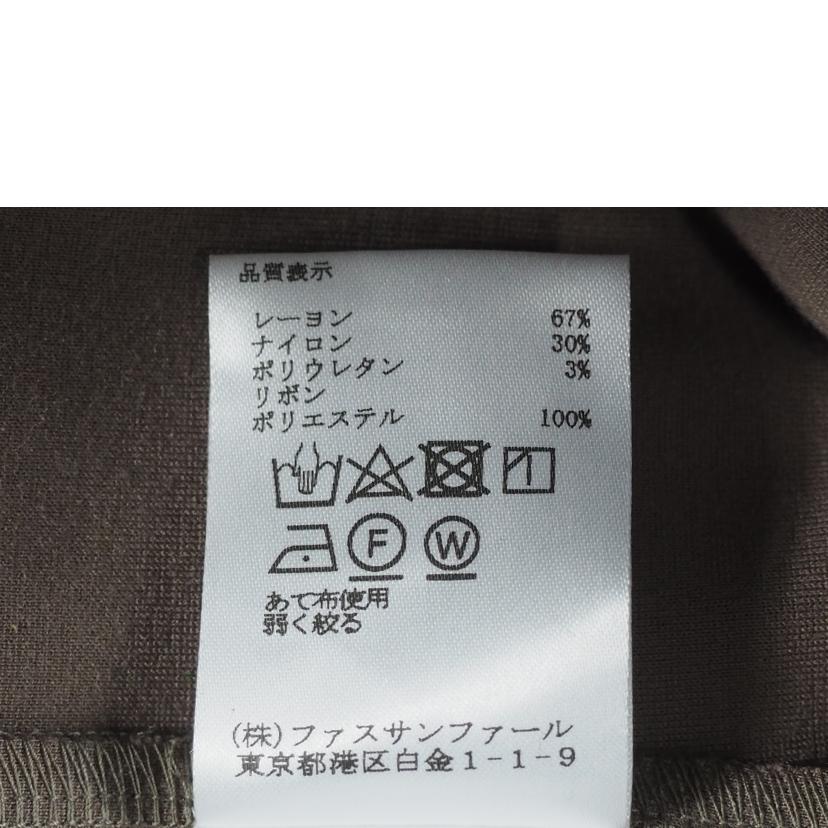 品質表示
レーヨン 67%
ナイロン 30%
ポリウレタン 3%
リボン
ポリエステル 100%
F W
あて布使用
弱く絞る
(株)ファスサンファール
東京都港区白金1-1-9